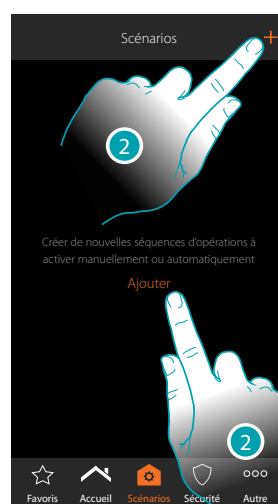 Scénarios
+
2
Créer de nouvelles séquences d'opérations à
activer manuellement ou automatiquement
Ajouter
2
Favoris Accueil Scénarios Sécurité Autre